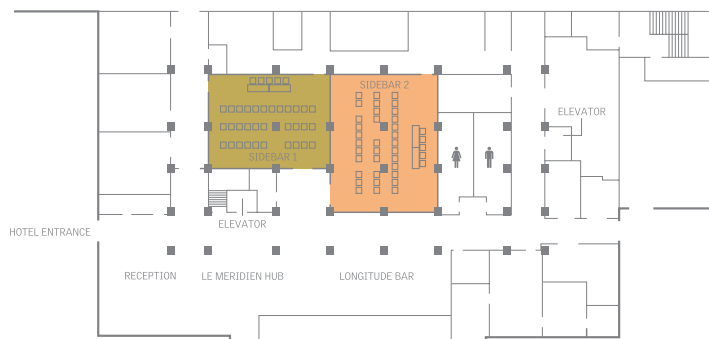 SIDEBAR 2
ELEVATOR
SIDEBAR 1
ELEVATOR
HOTEL ENTRANCE
RECEPTION
LE MERIDIEN HUB
LONGITUDE BAR